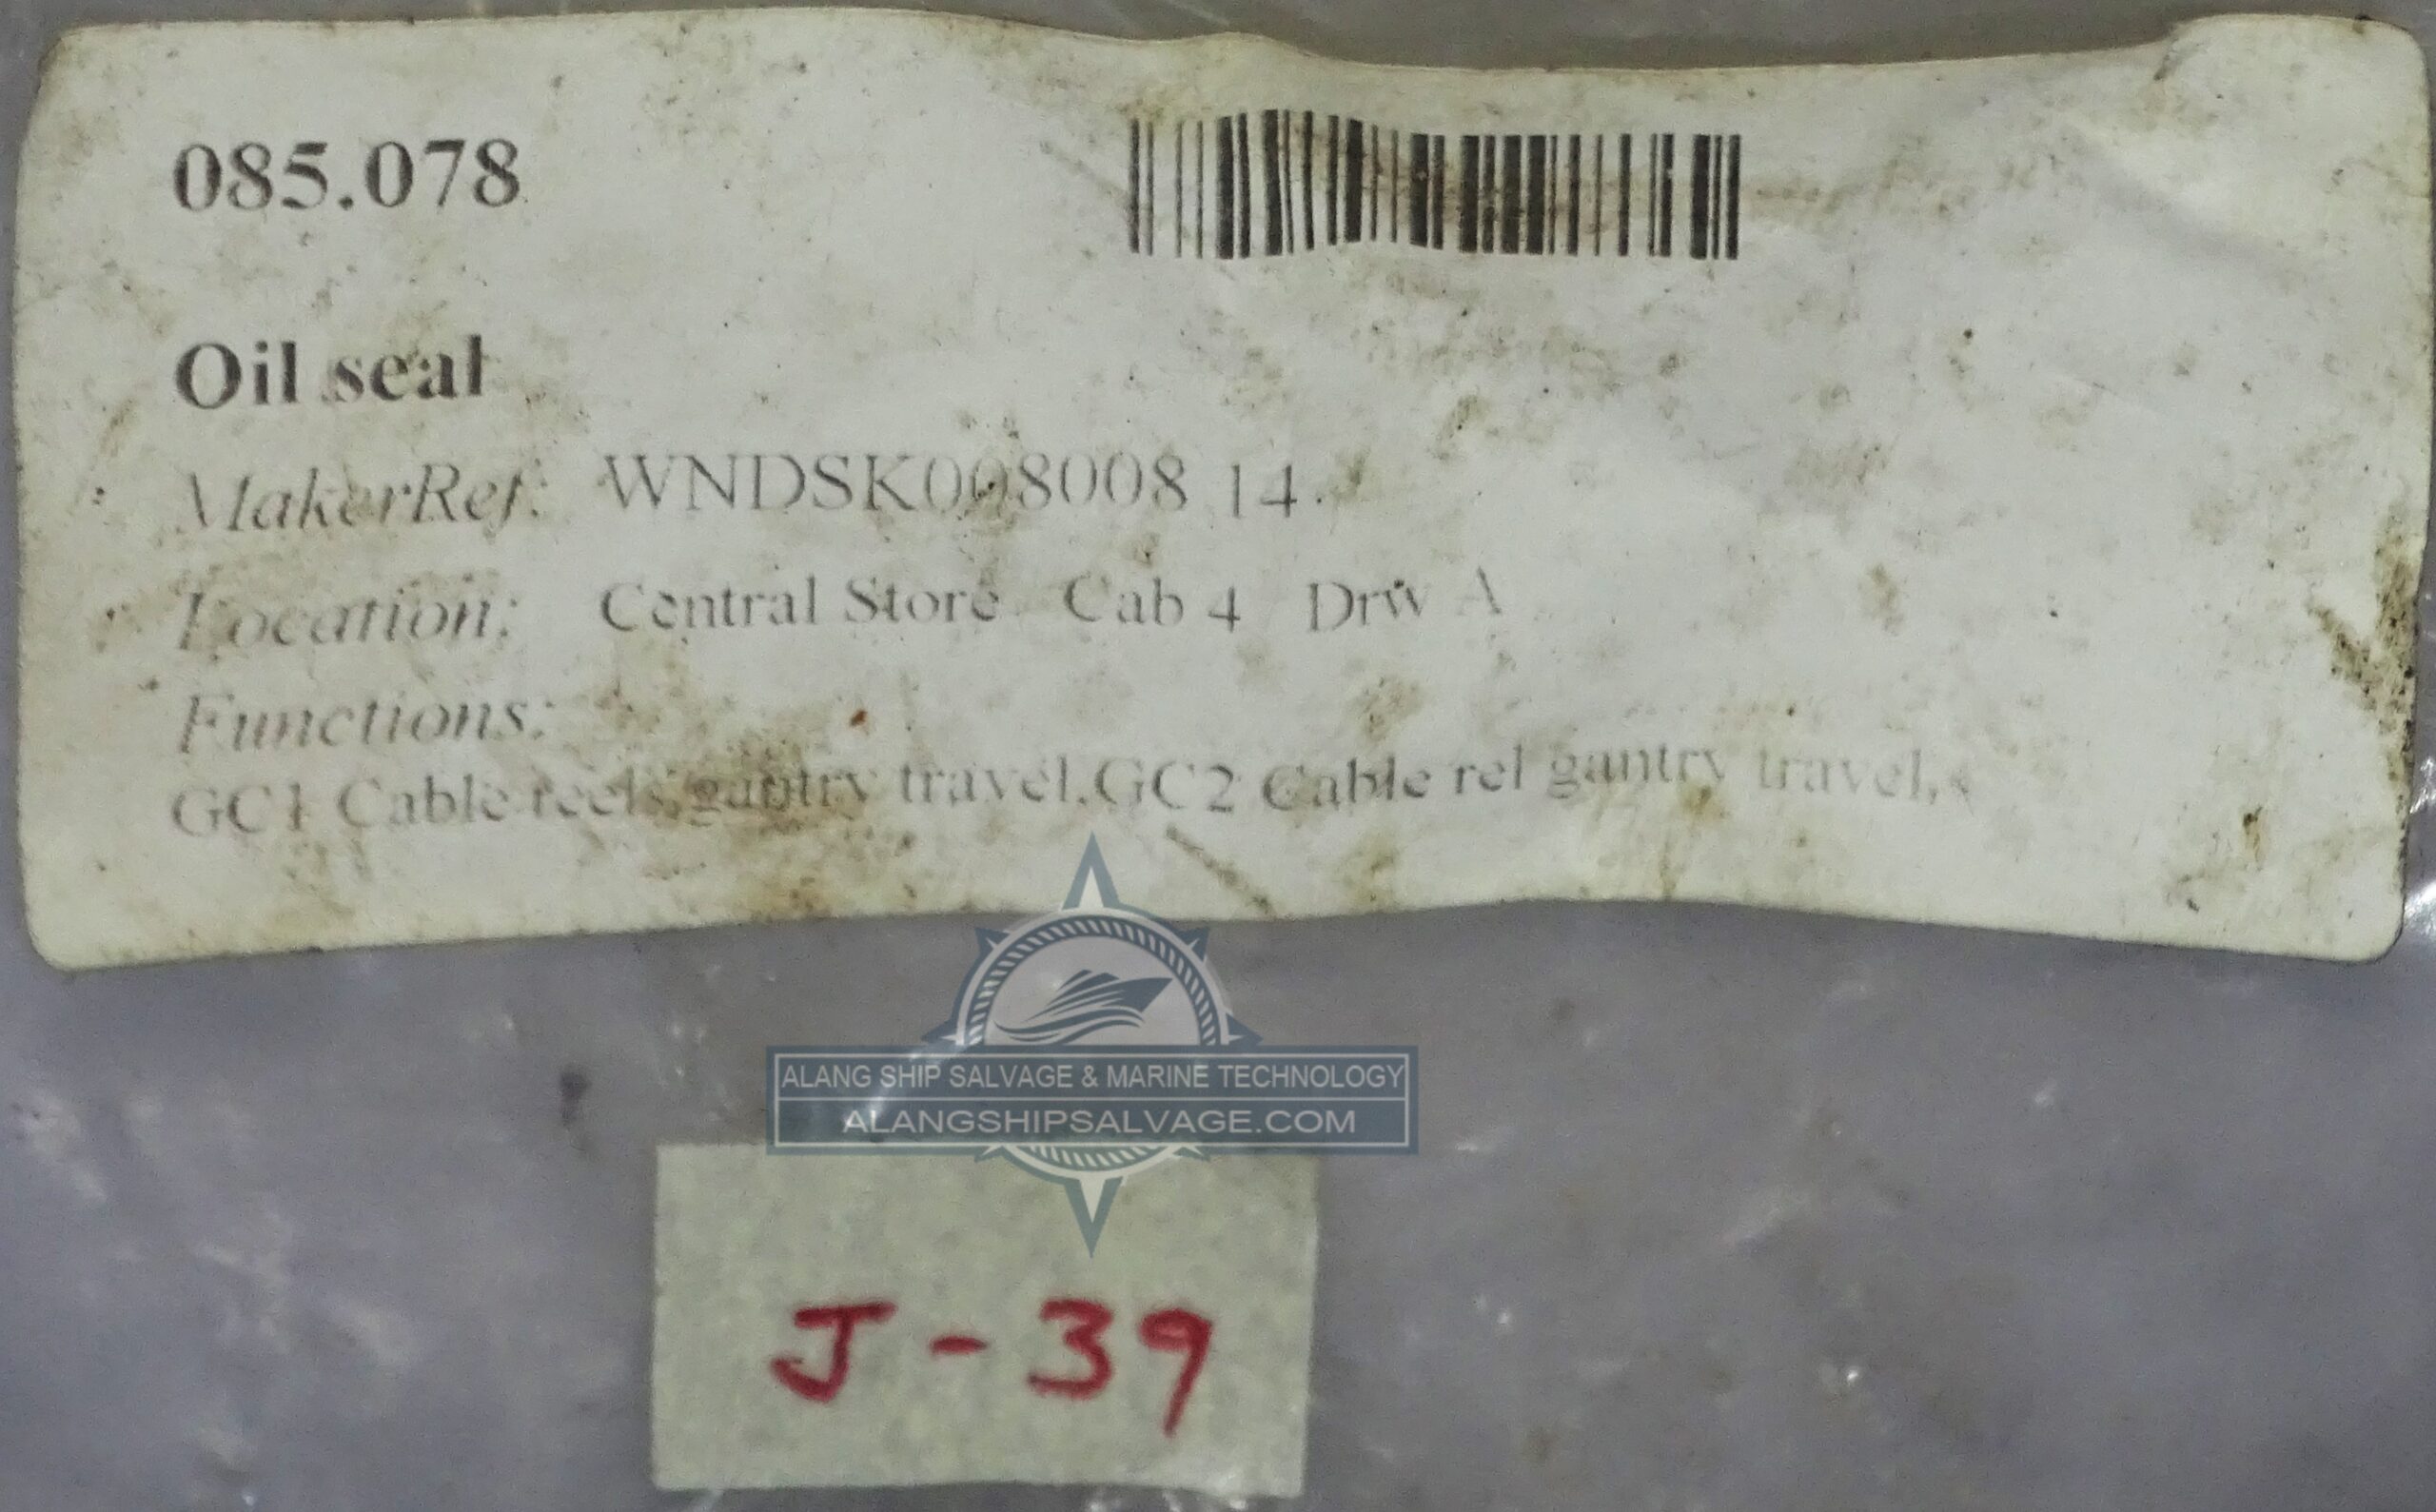 085.078
Oil seal
MakerRef: WNDSK008008 14
Location: Central Store Cab 4 Drw A
Functions:
GC1 Cable reels gantry travel,GC2 Cable rel gantry travel,
ALANG SHIP SALVAGE & MARINE TECHNOLOGY
ALANGSHIPSALVAGE.COM
J-39